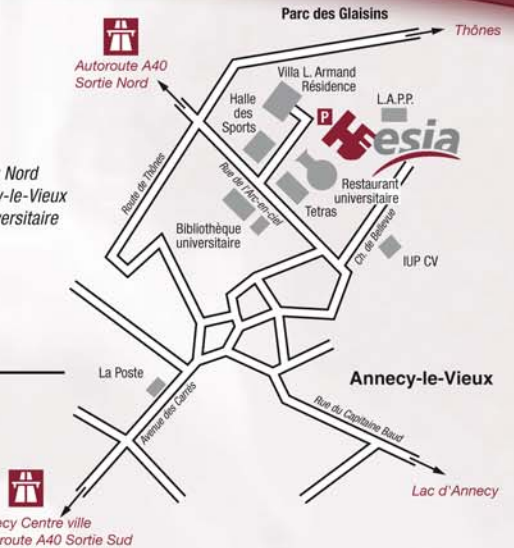 Parc des Glaisins
Thônes
Autoroute A40
Sortie Nord
Villa L. Armand
Résidence
Halle
des
Sports
P
L.A.P.P.
esia
Nord
y-le-Vieux
versitaire
Route de Thônes
Rue de l'Arc-en-ciel
Restaurant
universitaire
Tetras
Bibliothèque
universitaire
Ch. de Bellevue
IUP CV
La Poste
Avenue des Carrés
Annecy-le-Vieux
Rue du Capitaine Baud
Lac d'Annecy
ecy Centre ville
route A40 Sortie Sud